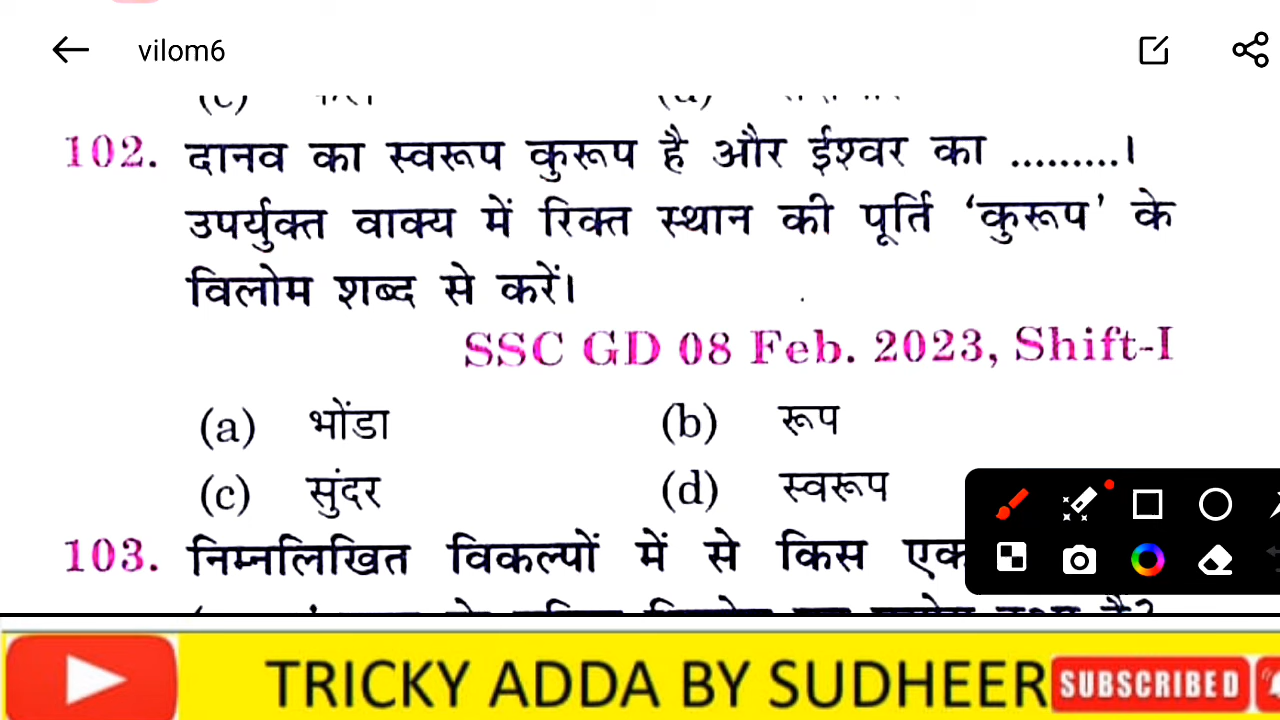 vilom6
(c)
(d)
102. दानव का स्वरूप कुरूप है और ईश्वर का .........।
उपर्युक्त वाक्य में रिक्त स्थान की पूर्ति ‘कुरूप’ के
विलोम शब्द से करें।
SSC GD 08 Feb. 2023, Shift-I
(a) भोंडा (b) रूप
(c) सुंदर (d) स्वरूप
103. निम्नलिखित विकल्पों में से किस एक
TRICKY ADDA BY SUDHEER SUBSCRIBED